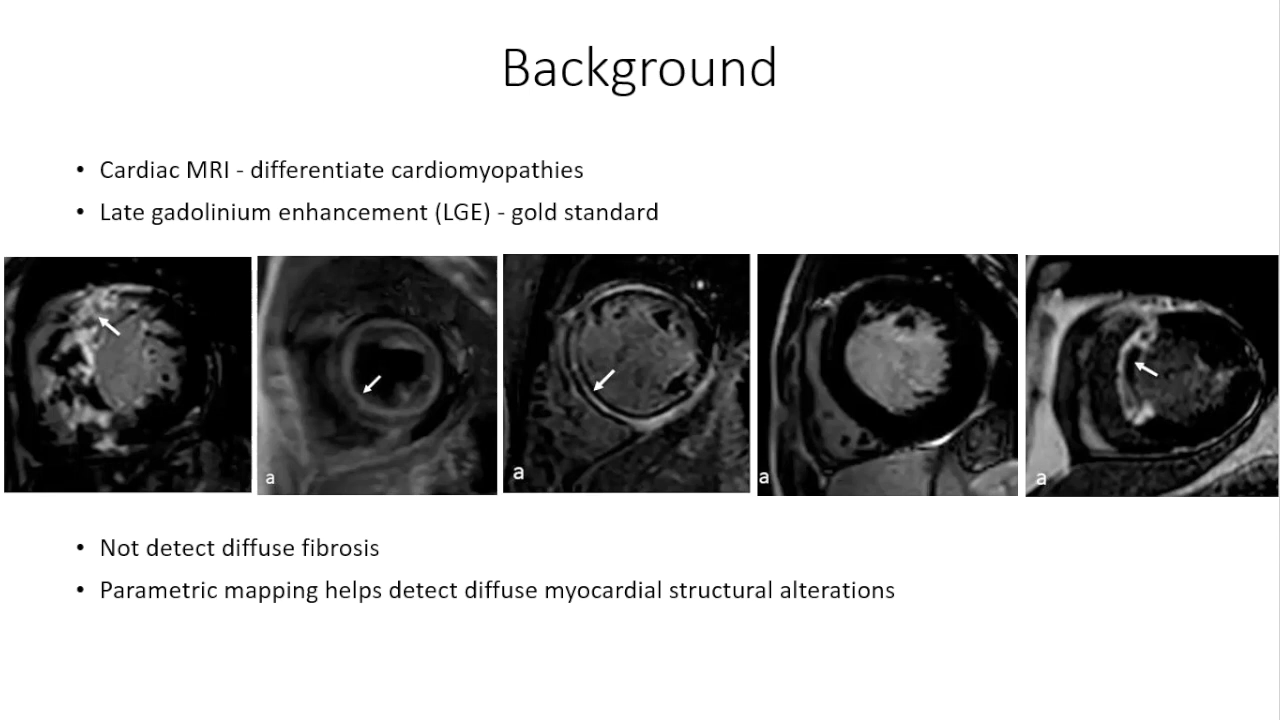 Background
• Cardiac MRI - differentiate cardiomyopathies
• Late gadolinium enhancement (LGE) - gold standard
a
a
a
a
• Not detect diffuse fibrosis
• Parametric mapping helps detect diffuse myocardial structural alterations